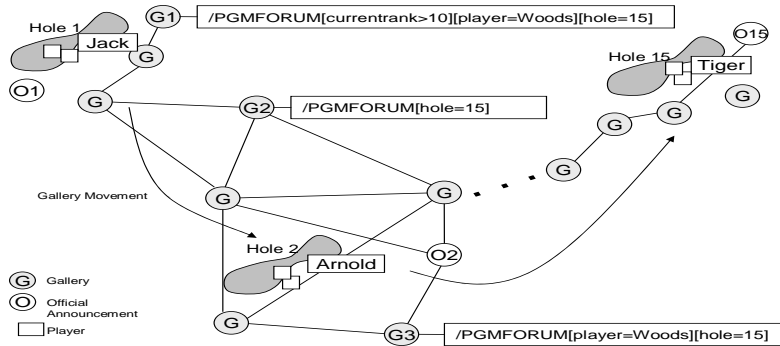 G1
/PGMFORUM[currentrank>10][player=Woods][hole=15]
Hole 1
Jack
G
O15
Hole 15
Tiger
O1
G
G2
/PGMFORUM[hole=15]
G
G
G
G
Gallery Movement
G
G
Hole 2
Arnold
O2
G
Gallery
O
Official
Announcement
Player
G
G3
/PGMFORUM[player=Woods][hole=15]